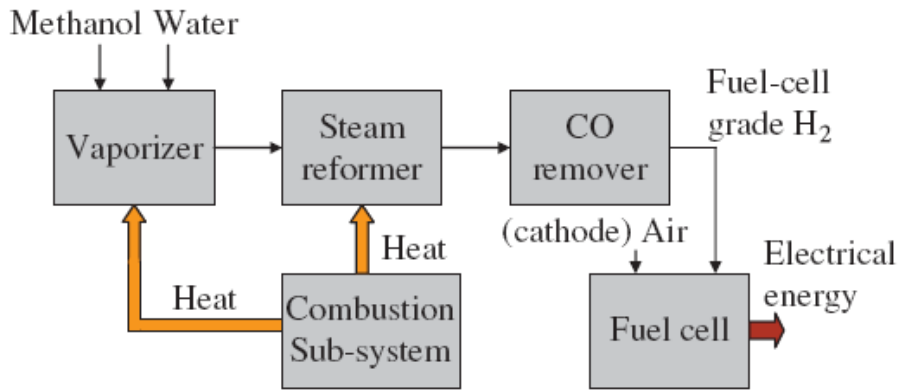 Methanol Water
Vaporizer
Steam
reformer
CO
remover
Fuel-cell
grade H₂
(cathode) Air
Heat
Heat
Combustion
Sub-system
Fuel cell
Electrical
energy